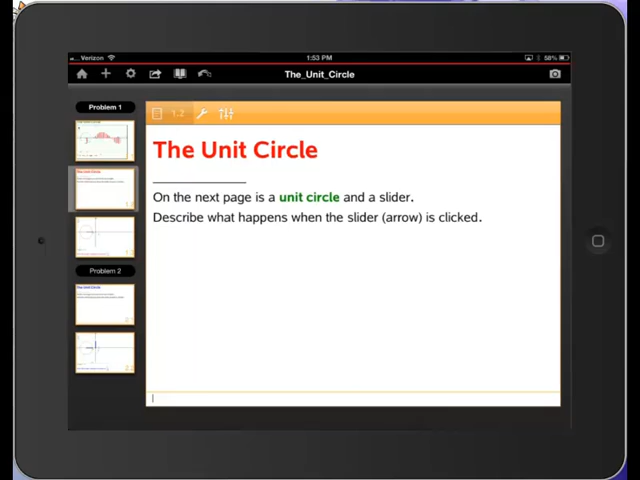 Verizon 1:53 PM 58%
The_Unit_Circle
Problem 1
1.2
The Unit Circle
On the next page is a unit circle and a slider.
Describe what happens when the slider (arrow) is clicked.
Problem 2